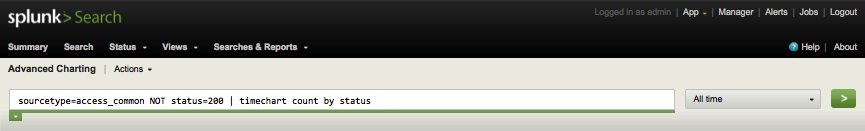 splunk> Search
Logged in as admin | App | Manager | Alerts | Jobs | Logout
Summary Search Status Views Searches & Reports
? Help | About
Advanced Charting | Actions
sourcetype=access_common NOT status=200 | timechart count by status
All time
>